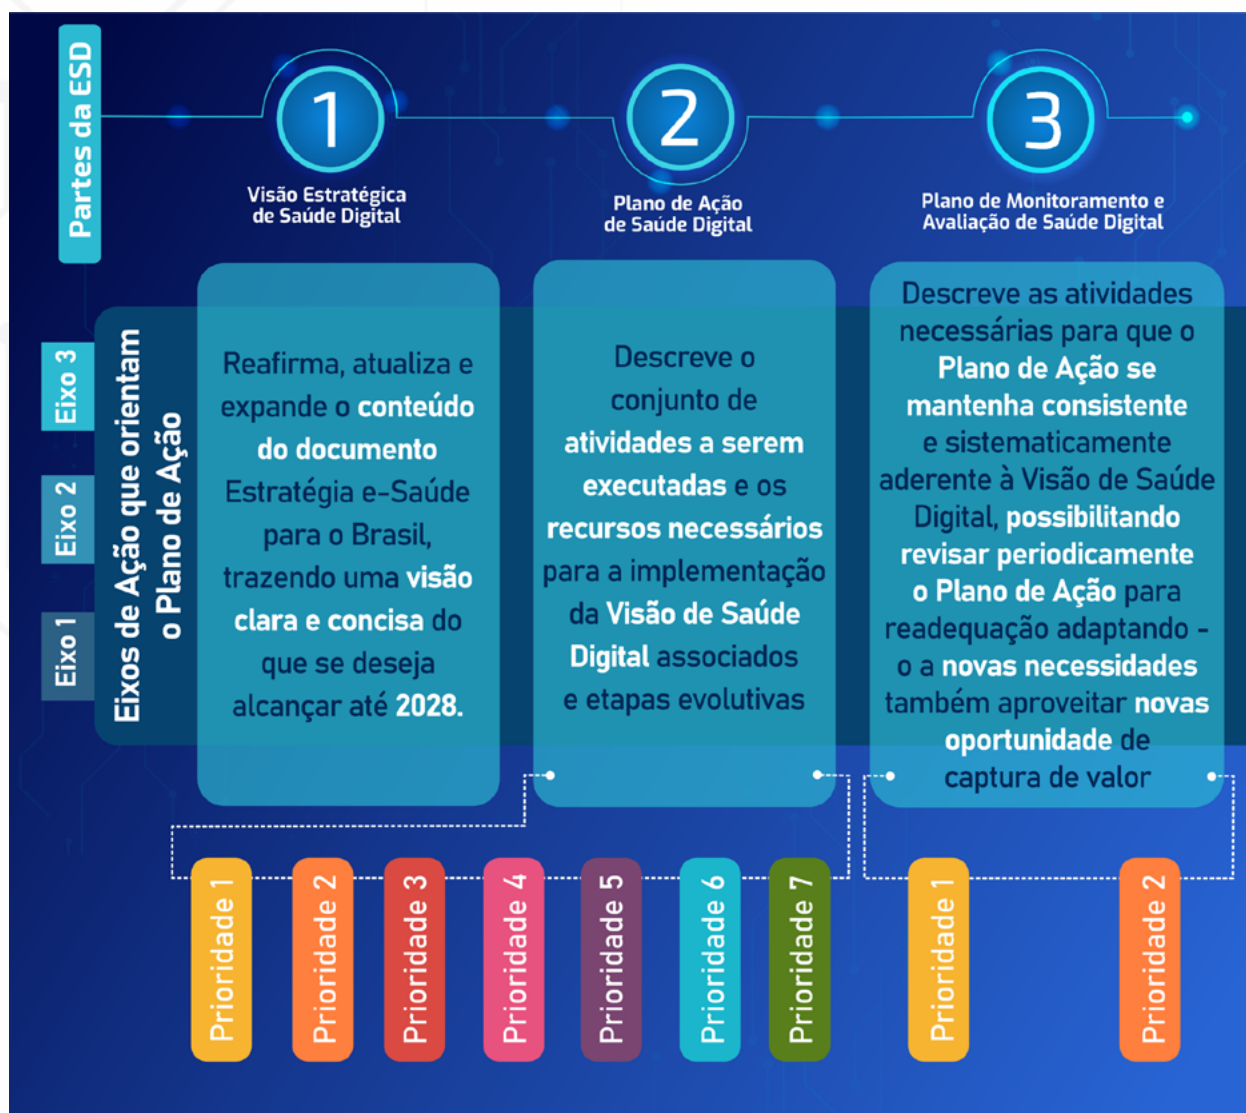 Partes da ESD
1
Visão Estratégica
de Saúde Digital
2
Plano de Ação
de Saúde Digital
3
Plano de Monitoramento e
Avaliação de Saúde Digital
Eixo 3
Eixo 2
Eixo 1
Eixos de Ação que orientam
o Plano de Ação
Reafirma, atualiza e
expande o conteúdo
do documento
Estratégia e-Saúde
para o Brasil,
trazendo uma visão
clara e concisa do
que se deseja
alcançar até 2028.
Descreve o
conjunto de
atividades a serem
executadas e os
recursos necessários
para a implementação
da Visão de Saúde
Digital associados
e etapas evolutivas
Descreve as atividades
necessárias para que o
Plano de Ação se
mantenha consistente
e sistematicamente
aderente à Visão de Saúde
Digital, possibilitando
revisar periodicamente
o Plano de Ação para
readequação adaptando -
o a novas necessidades
também aproveitar novas
oportunidade de
captura de valor
Prioridade 1
Prioridade 2
Prioridade 3
Prioridade 4
Prioridade 5
Prioridade 6
Prioridade 7
Prioridade 1
Prioridade 2